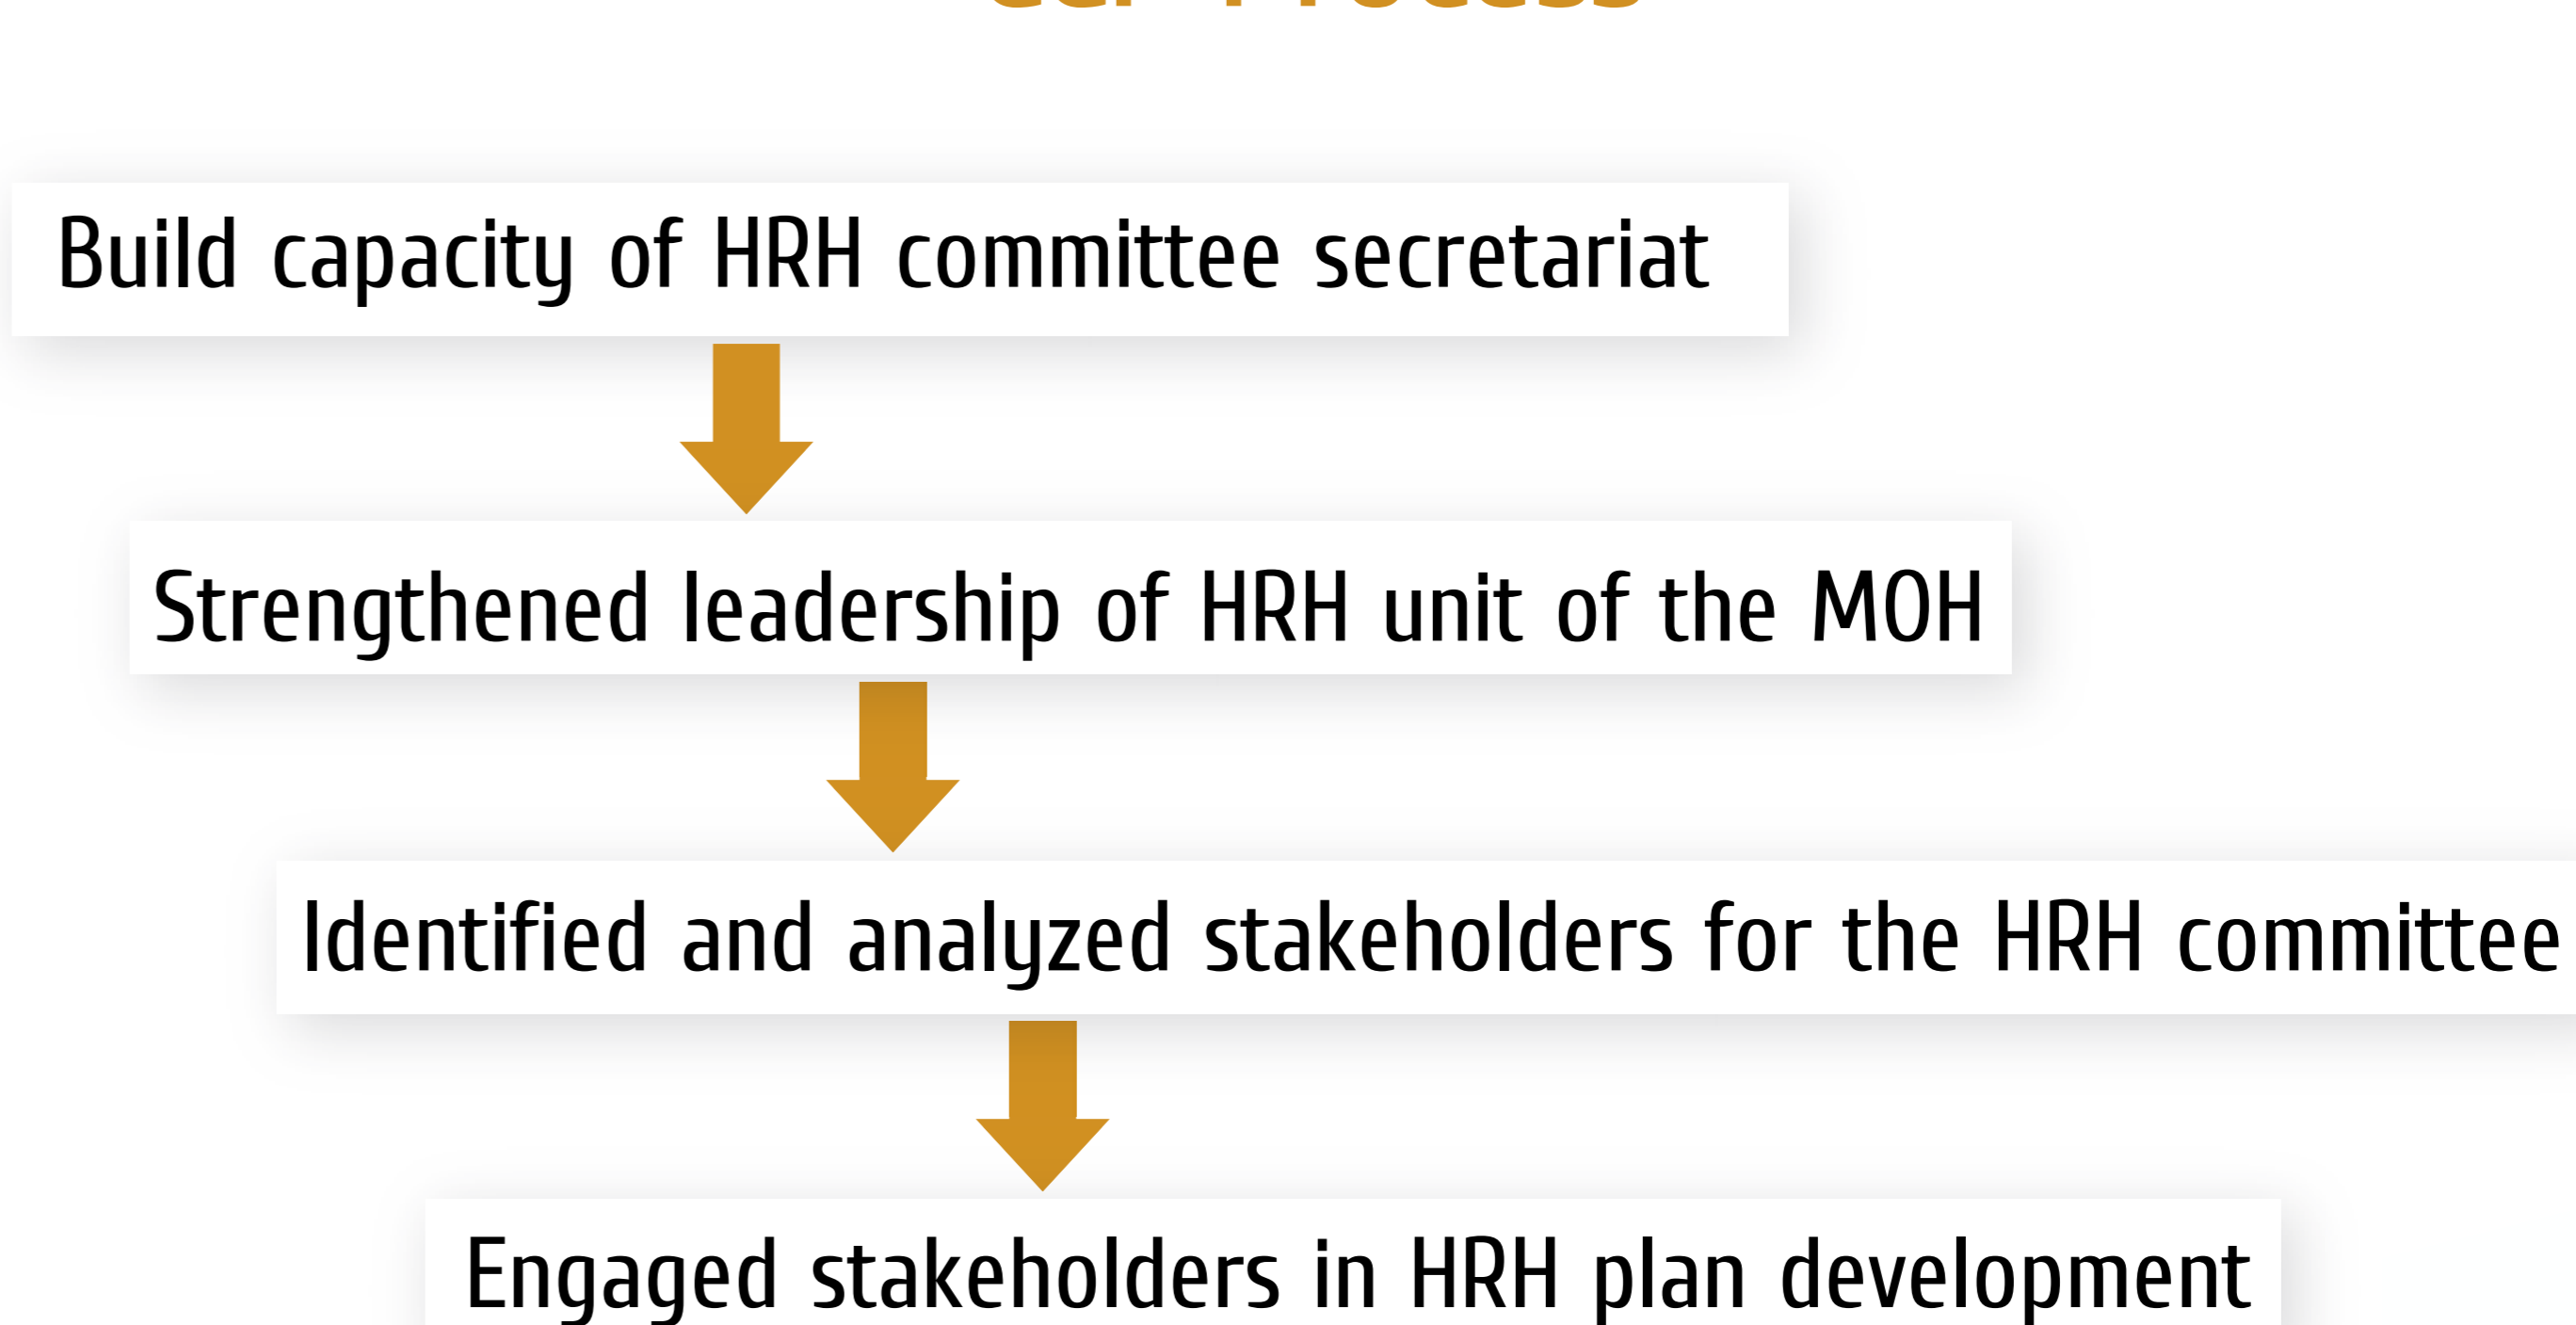 Process
Build capacity of HRH committee secretariat
Strengthened leadership of HRH unit of the MOH
Identified and analyzed stakeholders for the HRH committee
Engaged stakeholders in HRH plan development